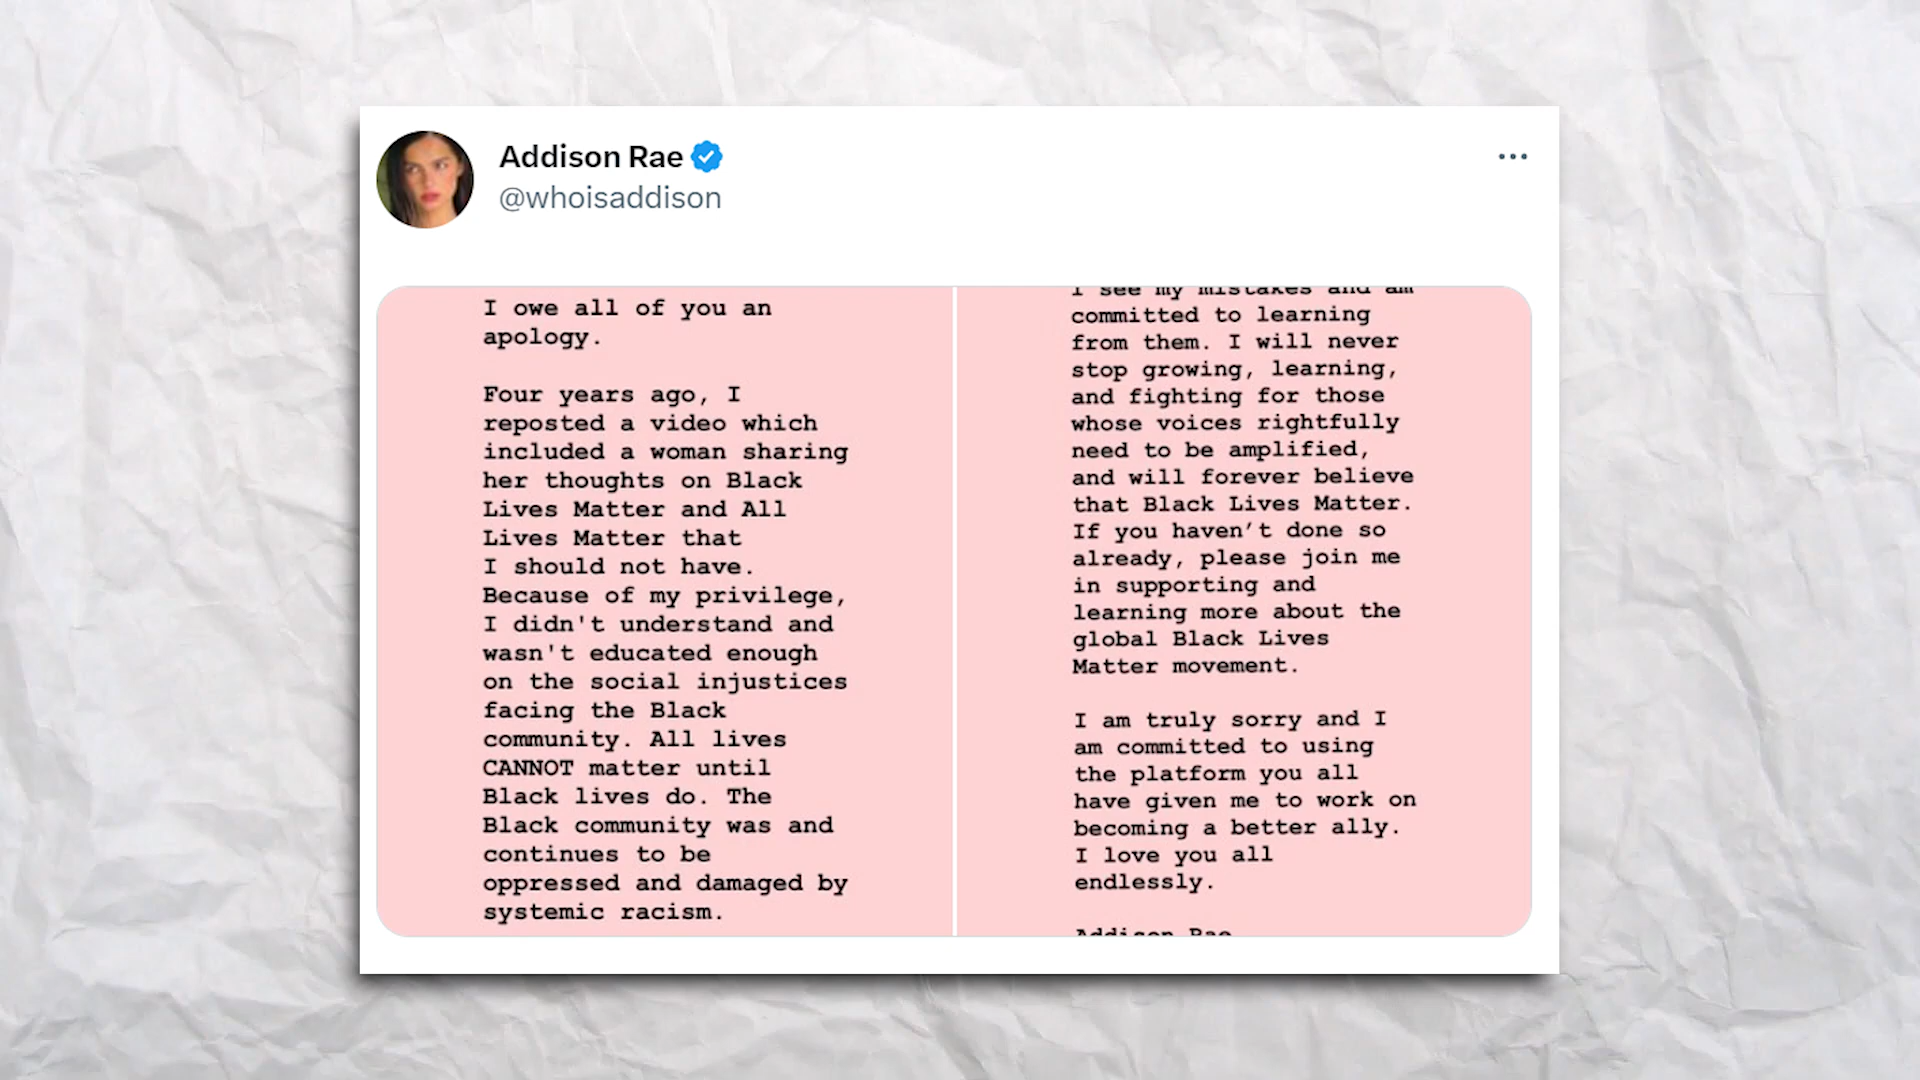 Addison Rae
@whoisaddison
I owe all of you an
apology.
Four years ago, I
reposted a video which
included a woman sharing
her thoughts on Black
Lives Matter and All
Lives Matter that
I should not have.
Because of my privilege,
I didn't understand and
wasn't educated enough
on the social injustices
facing the Black
community. All lives
CANNOT matter until
Black lives do. The
Black community was and
continues to be
oppressed and damaged by
systemic racism.
I see my mistakes and am
committed to learning
from them. I will never
stop growing, learning,
and fighting for those
whose voices rightfully
need to be amplified,
and will forever believe
that Black Lives Matter.
If you haven’t done so
already, please join me
in supporting and
learning more about the
global Black Lives
Matter movement.
I am truly sorry and I
am committed to using
the platform you all
have given me to work on
becoming a better ally.
I love you all
endlessly.
Addison Rae